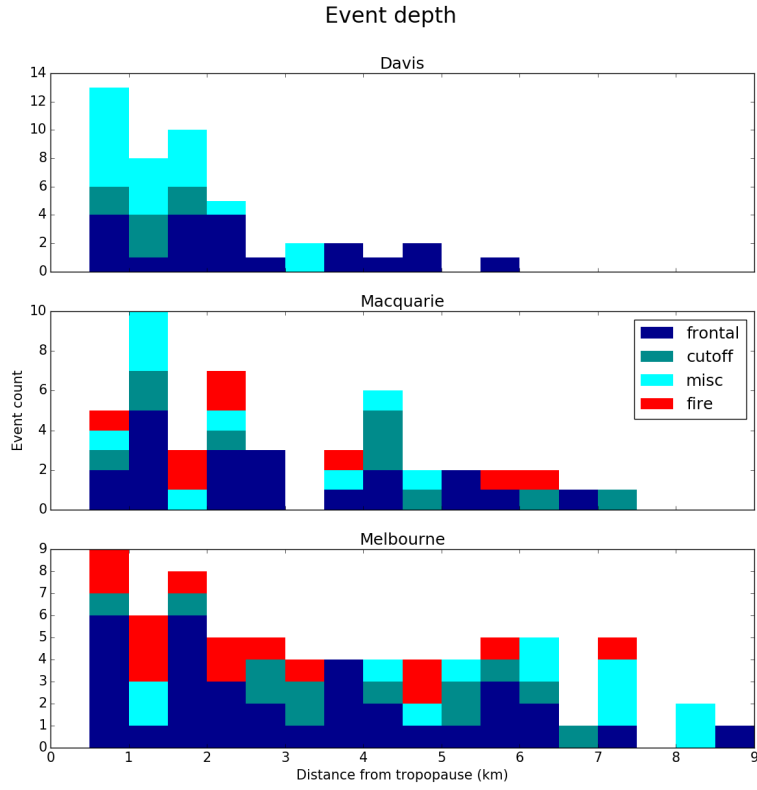 Event depth
Davis
14
12
10
8
6
4
2
0
Macquarie
10
8
6
4
2
0
Event count
frontal
cutoff
misc
fire
Melbourne
9
8
7
6
5
4
3
2
1
0
0 1 2 3 4 5 6 7 8 9
Distance from tropopause (km)